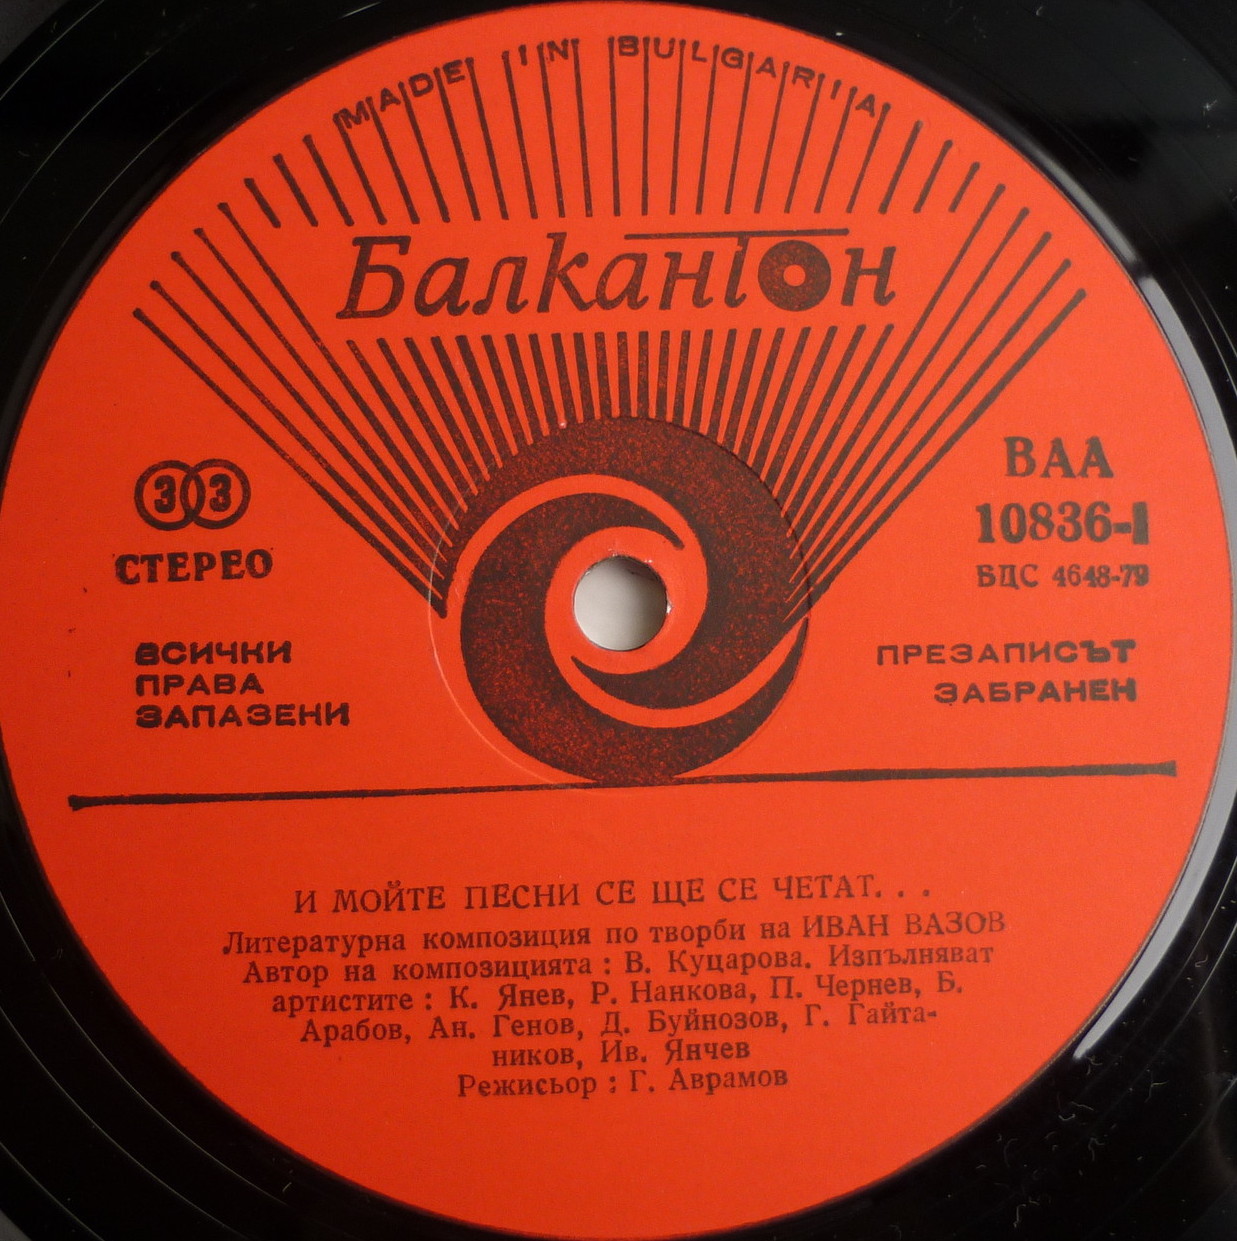 MADE IN BULGARIA
Балкантон
33
СТЕРЕО
ВСИЧКИ
ПРАВА
ЗАПАЗЕНИ
ВАА
10836-I
БДС 4648-79
ПРЕЗАПИСЪТ
ЗАБРАНЕН
И МОЙТЕ ПЕСНИ СЕ ЩЕ СЕ ЧЕТАТ...
Литературна композиция по творби на ИВАН ВАЗОВ
Автор на композицията : В. Куцарова. Изпълняват
артистите : К. Янев, Р. Нанкова, П. Чернев, Б.
Арабов, Ан. Генов, Д. Буйнозов, Г. Гайта-
ников, Ив. Янчев
Режисьор : Г. Аврамов